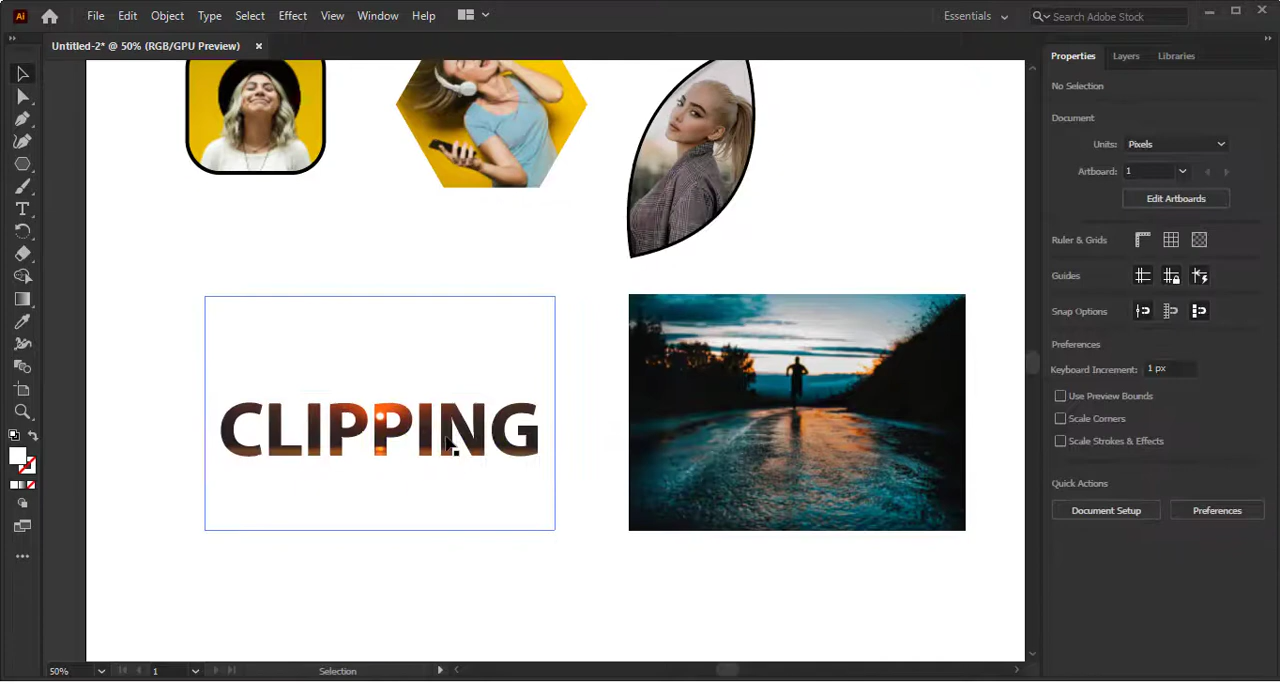 Ai File Edit Object Type Select Effect View Window Help Essentials Search Adobe Stock
Untitled-2* @ 50% (RGB/GPU Preview) ×
Properties Layers Libraries
No Selection
Document
Units: Pixels
Artboard: 1
Edit Artboards
Ruler & Grids
Guides
Snap Options
Preferences
Keyboard Increment: 1 px
Use Preview Bounds
Scale Corners
Scale Strokes & Effects
Quick Actions
Document Setup Preferences
CLIPPING
50% 1 Selection